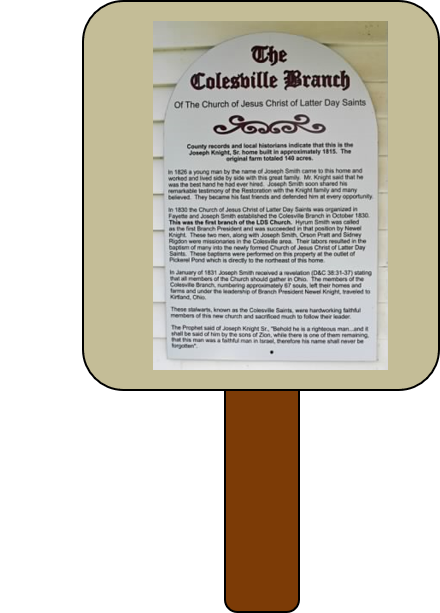 The
Colesville Branch
Of The Church of Jesus Christ of Latter Day Saints
County records and local historians indicate that this is the
Joseph Knight, Sr. home built in approximately 1815. The
original farm totaled 140 acres.
In 1826 a young man by the name of Joseph Smith came to this home and
worked and lived side by side with this great family. Mr. Knight said that he
was the best hand he had ever hired. Joseph Smith soon shared his
remarkable testimony of the Restoration with the Knight family and many
believed. They became his fast friends and defended him at every opportunity.
In 1830 the Church of Jesus Christ of Latter Day Saints was organized in
Fayette and Joseph Smith established the Colesville Branch in October 1830.
This was the first branch of the LDS Church. Hyrum Smith was called
as the first Branch President and was succeeded in that position by Newel
Knight. These two men, along with Joseph Smith, Orson Pratt and Sidney
Rigdon were missionaries in the Colesville area. Their labors resulted in the
baptism of many into the newly formed Church of Jesus Christ of Latter Day
Saints. These baptisms were performed on this property at the outlet of
Pickerel Pond which is directly to the northeast of this home.
In January of 1831 Joseph Smith received a revelation (D&C 38:31-37) stating
that all members of the Church should gather in Ohio. The members of the
Colesville Branch, numbering approximately 67 souls, left their homes and
farms and under the leadership of Branch President Newel Knight, traveled to
Kirtland, Ohio.
These stalwarts, known as the Colesville Saints, were hardworking faithful
members of this new church and sacrificed much to follow their leader.
The Prophet said of Joseph Knight Sr., "Behold he is a righteous man...and it
shall be said of him by the sons of Zion, while there is one of them remaining,
that this man was a faithful man in Israel, therefore his name shall never be
forgotten".